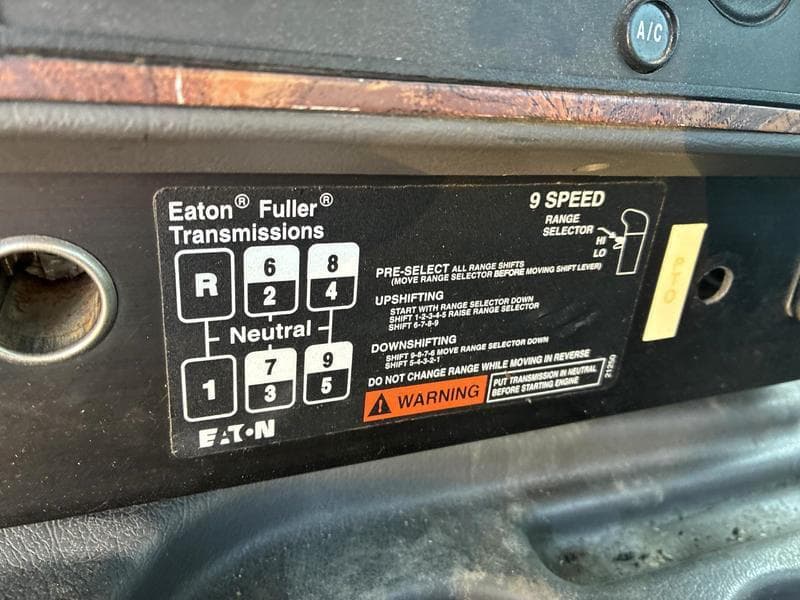 A/C
Eaton® Fuller®
Transmissions
9 SPEED
RANGE
SELECTOR
HI
LO
R
6
2
8
4
Neutral
1
7
3
9
5
EATON
PRE-SELECT ALL RANGE SHIFTS
(MOVE RANGE SELECTOR BEFORE MOVING SHIFT LEVER)
UPSHIFTING
START WITH RANGE SELECTOR DOWN
SHIFT 1-2-3-4-5 RAISE RANGE SELECTOR
SHIFT 6-7-8-9
DOWNSHIFTING
SHIFT 9-8-7-6 MOVE RANGE SELECTOR DOWN
SHIFT 5-4-3-2-1
DO NOT CHANGE RANGE WHILE MOVING IN REVERSE
WARNING
PUT TRANSMISSION IN NEUTRAL
BEFORE STARTING ENGINE
21250
PTO